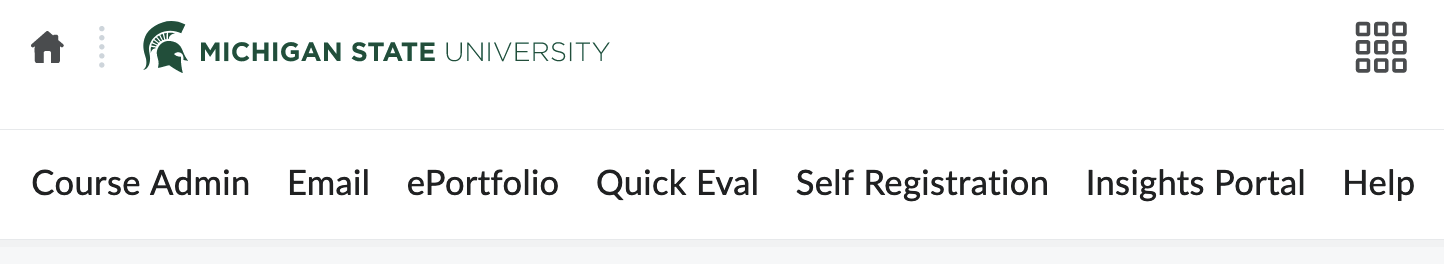 MICHIGAN STATE UNIVERSITY
Course Admin Email ePortfolio Quick Eval Self Registration Insights Portal Help